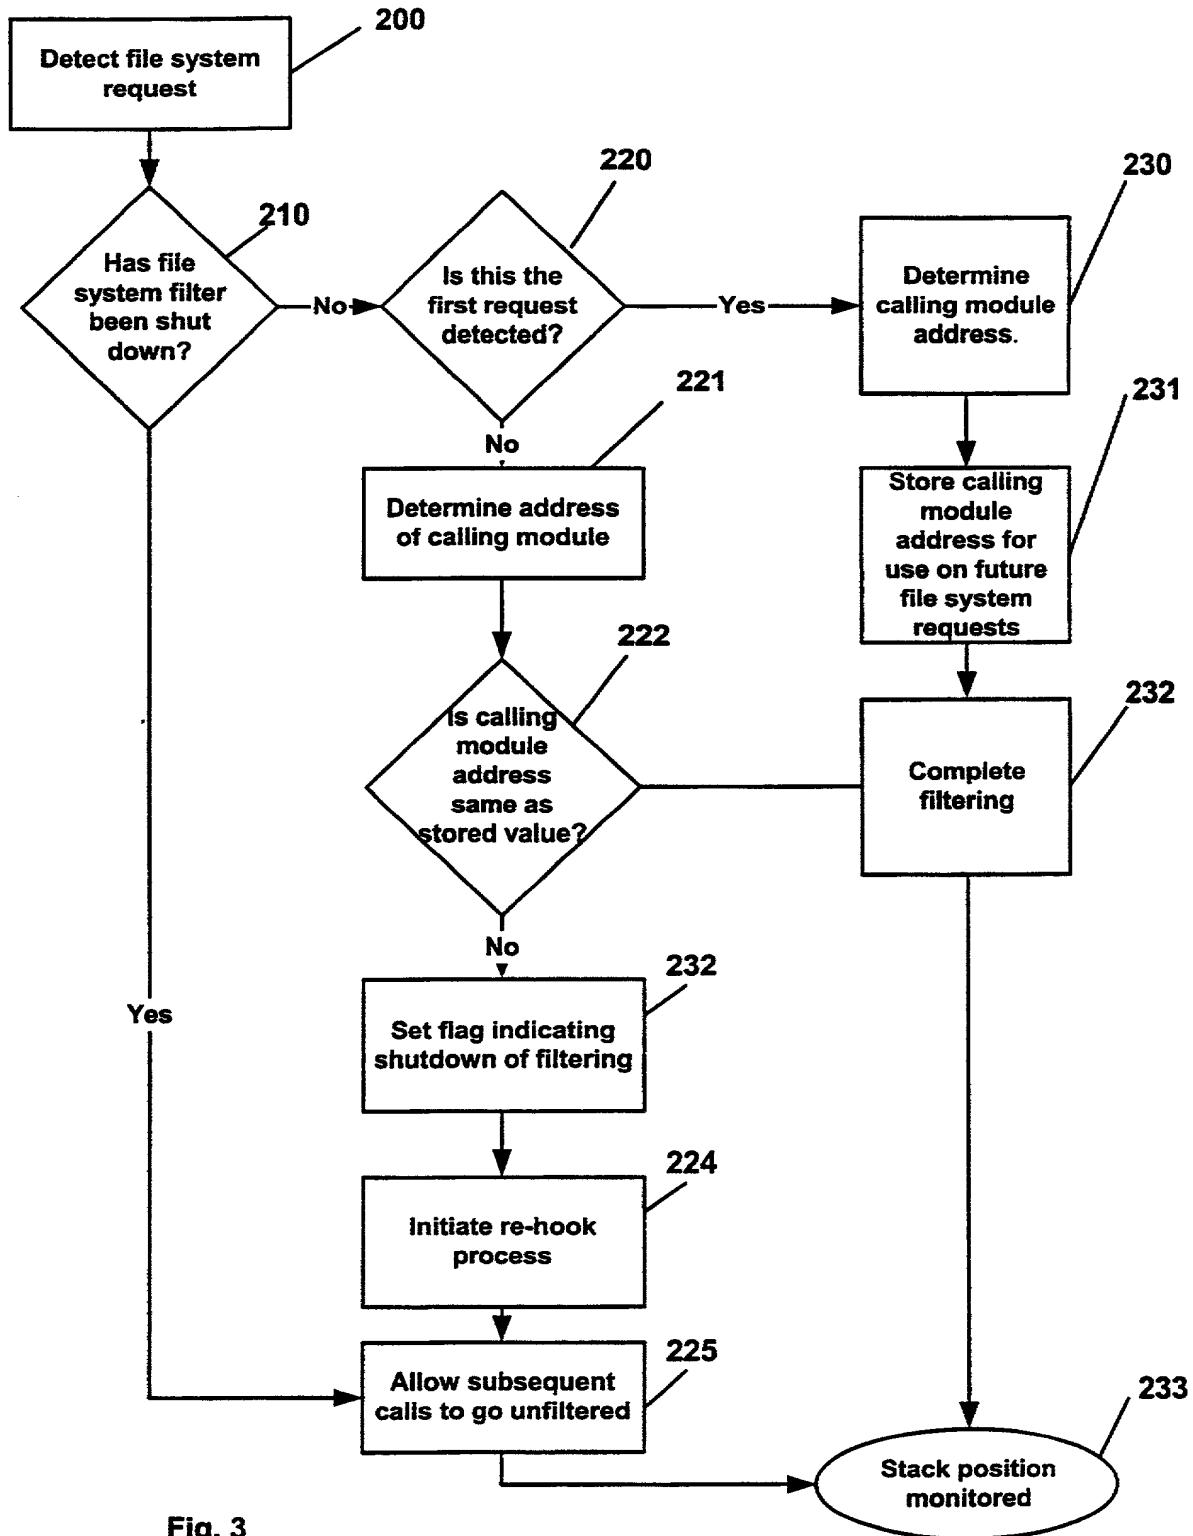 200
Detect file system
request
210
Has file
system filter
been shut
down?
No
220
Is this the
first request
detected?
Yes
230
Determine
calling module
address.
221
No
Determine address
of calling module
231
Store calling
module
address for
use on future
file system
requests
222
Is calling
module
address
same as
stored value?
232
Complete
filtering
No
232
Set flag indicating
shutdown of filtering
Yes
224
Initiate re-hook
process
225
Allow subsequent
calls to go unfiltered
233
Stack position
monitored
Fig. 3